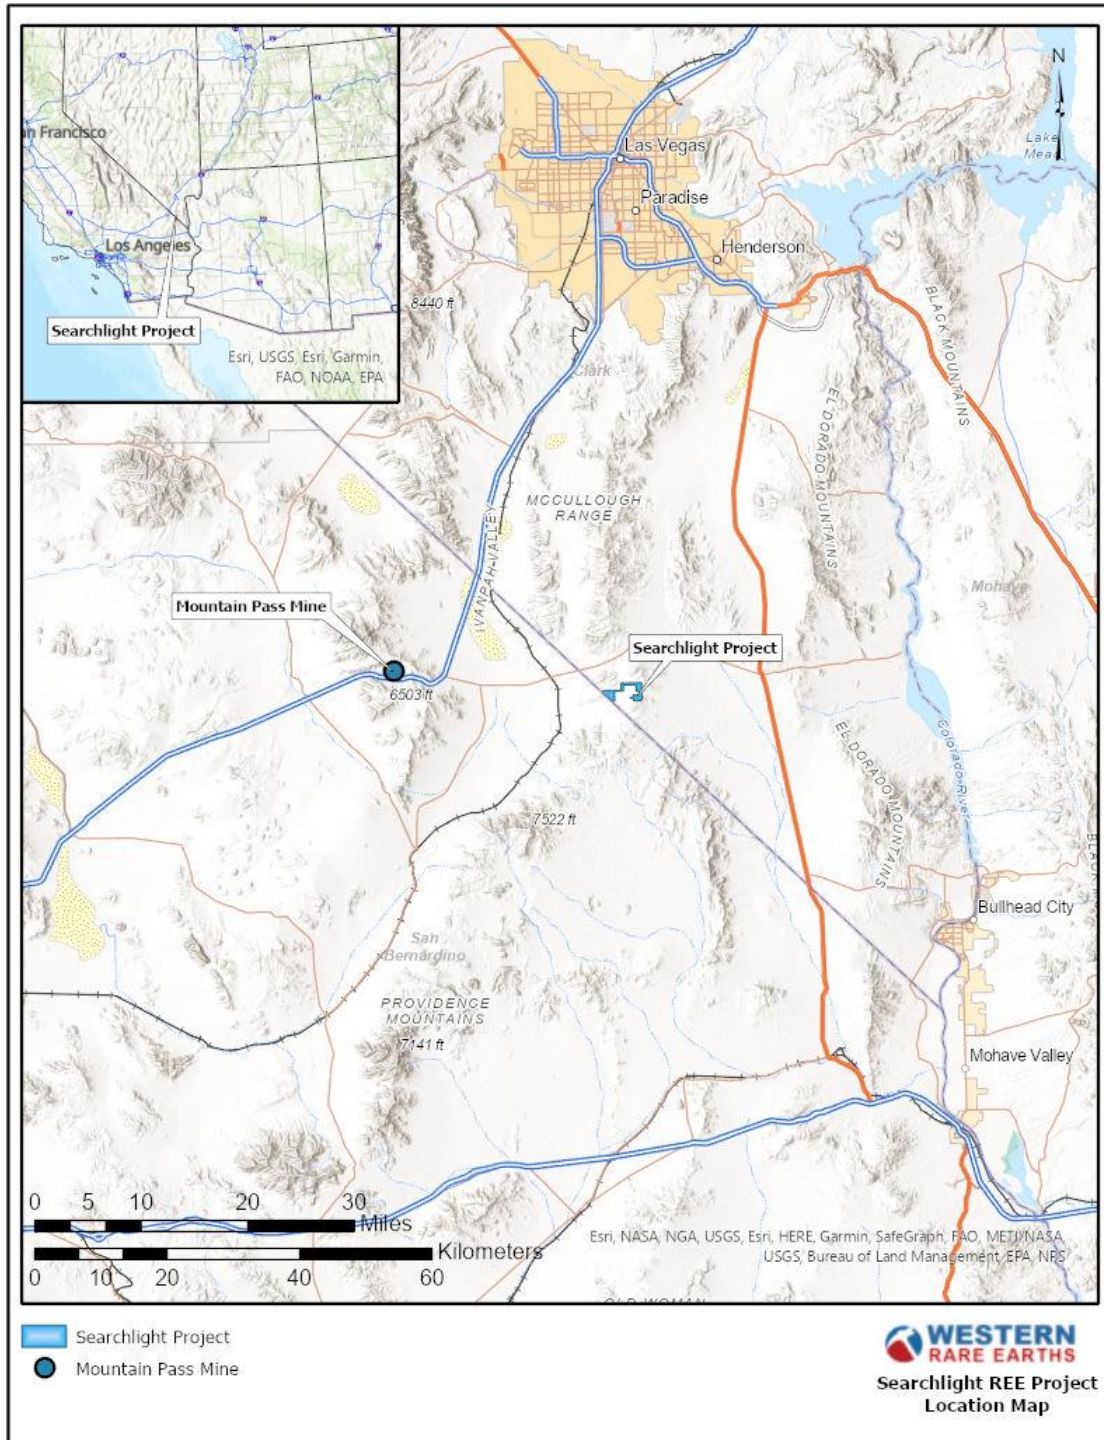 San Francisco
Los Angeles
Searchlight Project
Esri, USGS, Esri, Garmin,
FAO, NOAA, EPA
N
Lake
Mead
Las Vegas
Paradise
Henderson
8440 ft
Clark
BLACK MOUNTAINS
EL DORADO MOUNTAINS
MCCULLOUGH
RANGE
IVANPAH VALLEY
Mohave
Mountain Pass Mine
Searchlight Project
6503 ft
EL DORADO MOUNTAINS
Colorado River
7522 ft
BLACK M
Bullhead City
San
Bernardino
PROVIDENCE
MOUNTAINS
7141 ft
Mohave Valley
0 5 10 20 30
Miles
Kilometers
0 10 20 40 60
Esri, NASA, NGA, USGS, Esri, HERE, Garmin, SafeGraph, FAO, METI/NASA,
USGS, Bureau of Land Management, EPA, NPS
OLD WOMAN
Searchlight Project
Mountain Pass Mine
WESTERN
RARE EARTHS
Searchlight REE Project
Location Map